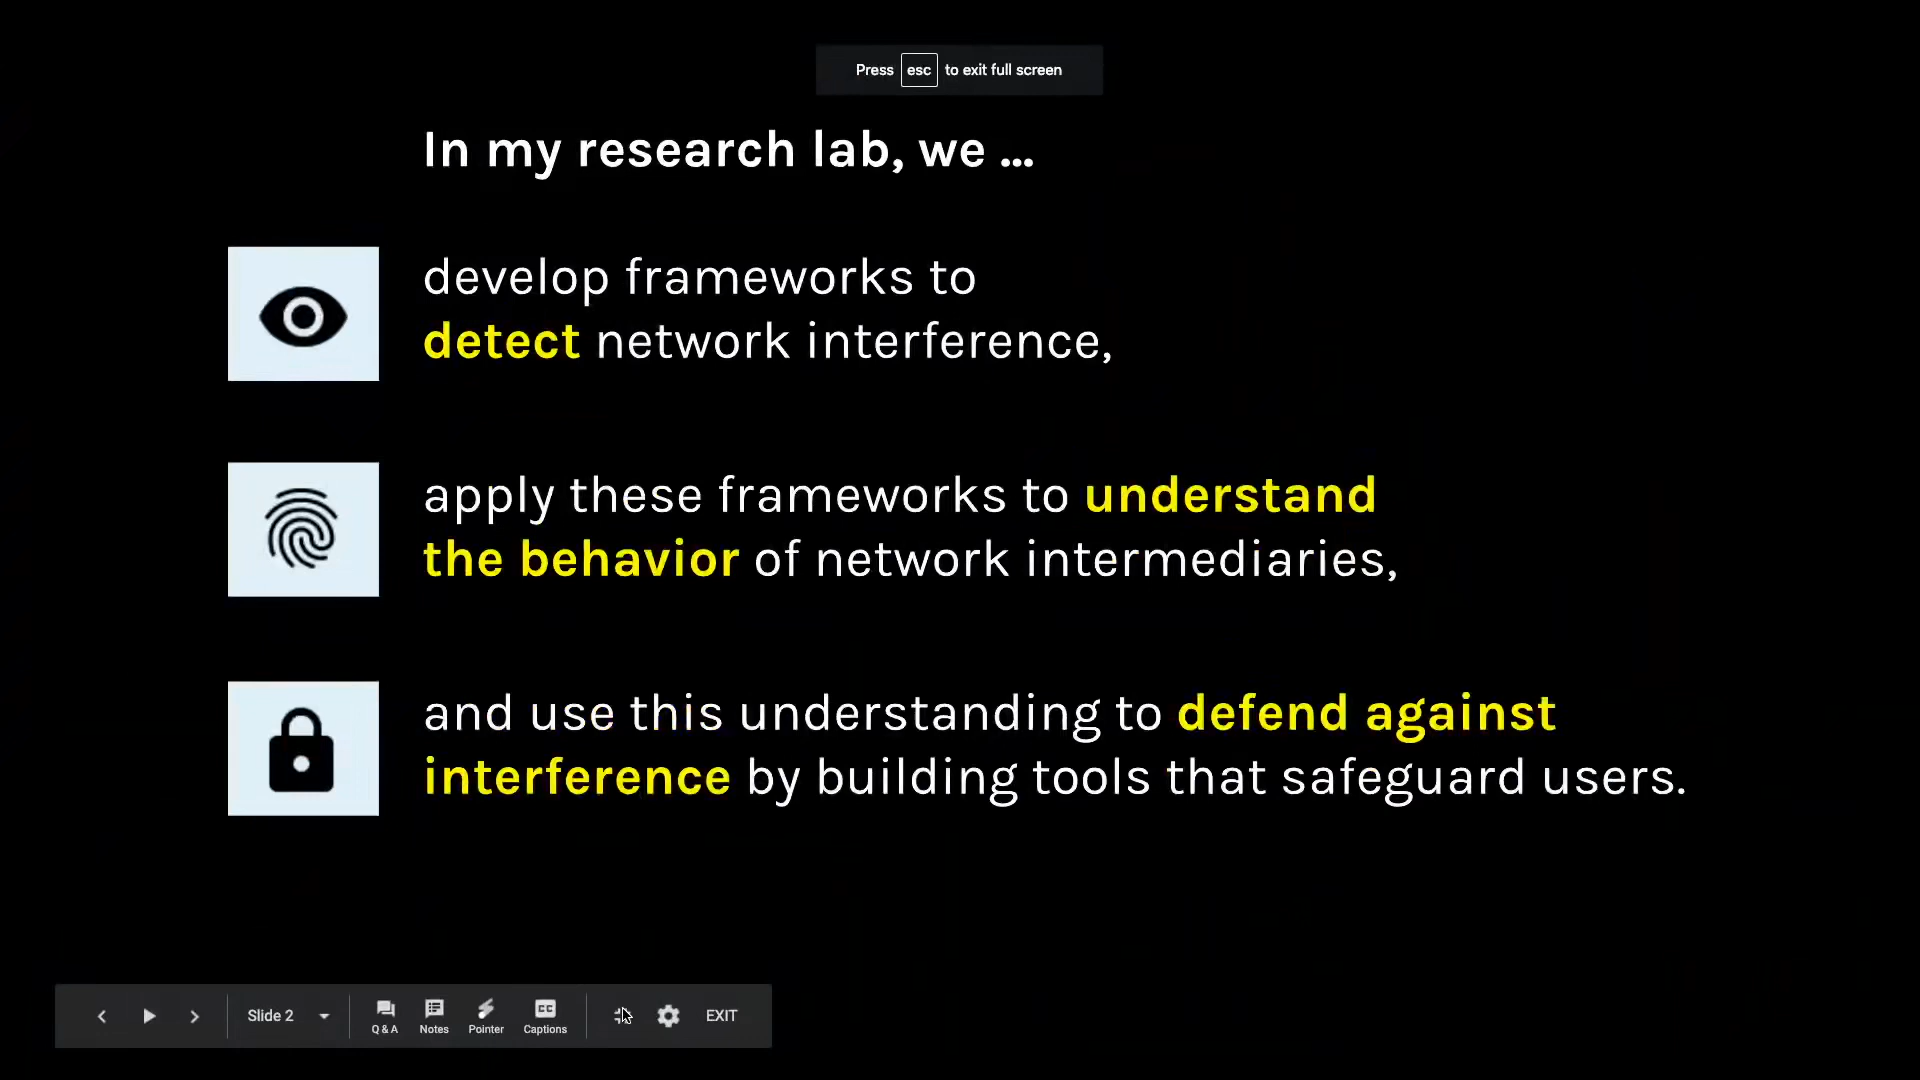 Press esc to exit full screen
In my research lab, we ...
develop frameworks to
detect network interference,
apply these frameworks to understand
the behavior of network intermediaries,
and use this understanding to defend against
interference by building tools that safeguard users.
Slide 2
Q & A
Notes
Pointer
CC
Captions
EXIT